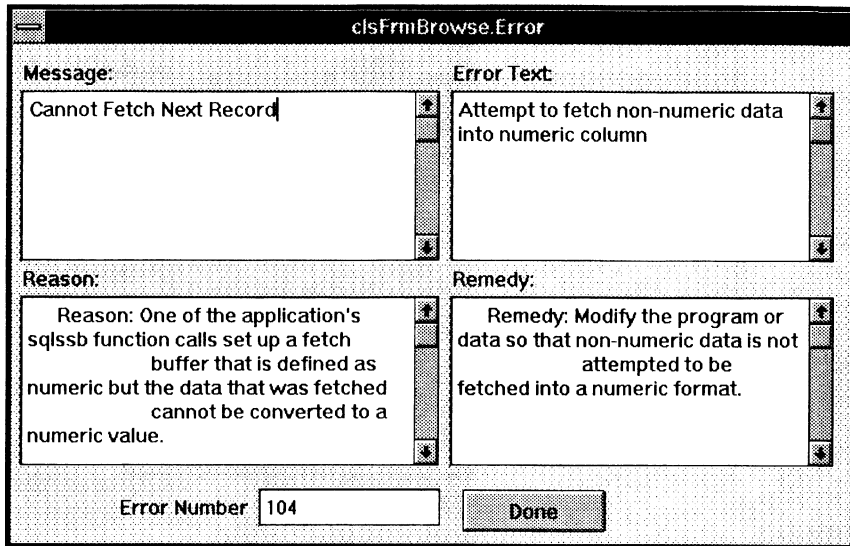 clsFrmBrowse.Error
Message:
Cannot Fetch Next Record
Error Text:
Attempt to fetch non-numeric data
into numeric column
Reason:
Reason: One of the application's
sqlssb function calls set up a fetch
buffer that is defined as
numeric but the data that was fetched
cannot be converted to a
numeric value.
Remedy:
Remedy: Modify the program or
data so that non-numeric data is not
attempted to be
fetched into a numeric format.
Error Number 104
Done